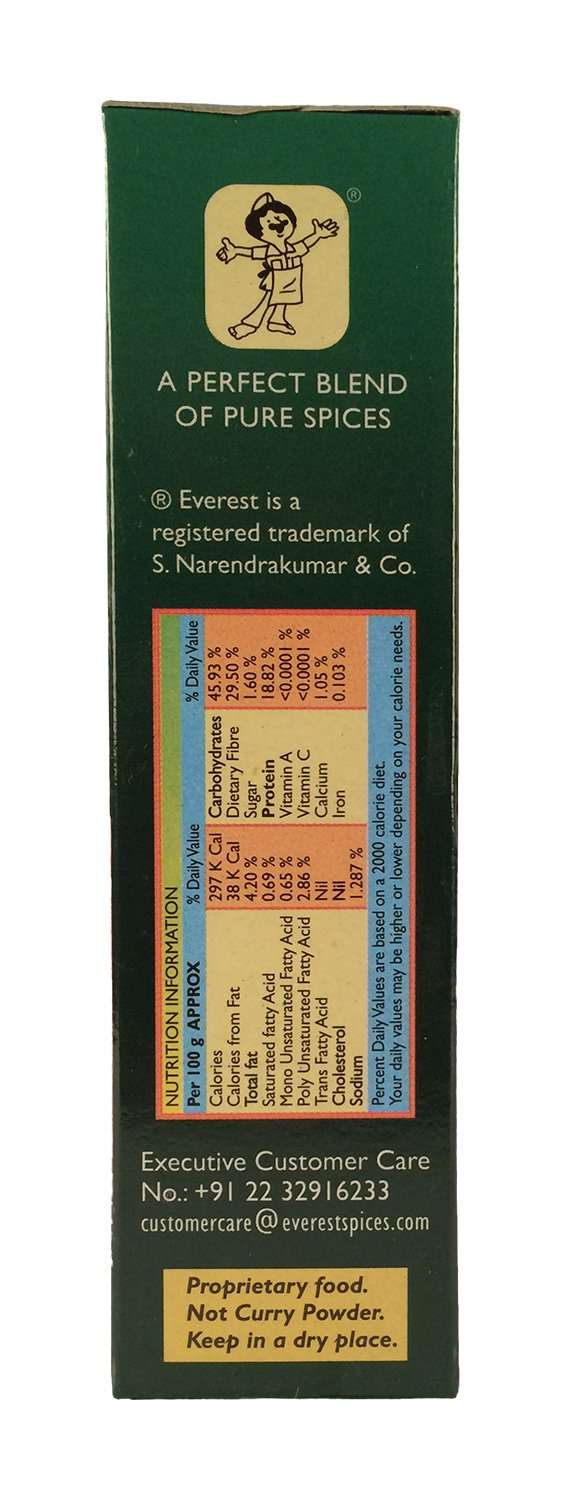 ®
A PERFECT BLEND
OF PURE SPICES
® Everest is a
registered trademark of
S. Narendrakumar & Co.
NUTRITION INFORMATION
Per 100 g APPROX % Daily Value % Daily Value
Calories 297 K Cal Carbohydrates 45.93 %
Calories from Fat 38 K Cal Dietary Fibre 29.50 %
Total fat 4.20 % Sugar 1.60 %
Saturated fatty Acid 0.69 % Protein 18.82 %
Mono Unsaturated Fatty Acid 0.65 % Vitamin A <0.0001 %
Poly Unsaturated Fatty Acid 2.86 % Vitamin C <0.0001 %
Trans Fatty Acid Nil Calcium 1.05 %
Cholesterol Nil Iron 0.103 %
Sodium 1.287 %
Percent Daily Values are based on a 2000 calorie diet.
Your daily values may be higher or lower depending on your calorie needs.
Executive Customer Care
No.: +91 22 32916233
customercare@everestspices.com
Proprietary food.
Not Curry Powder.
Keep in a dry place.